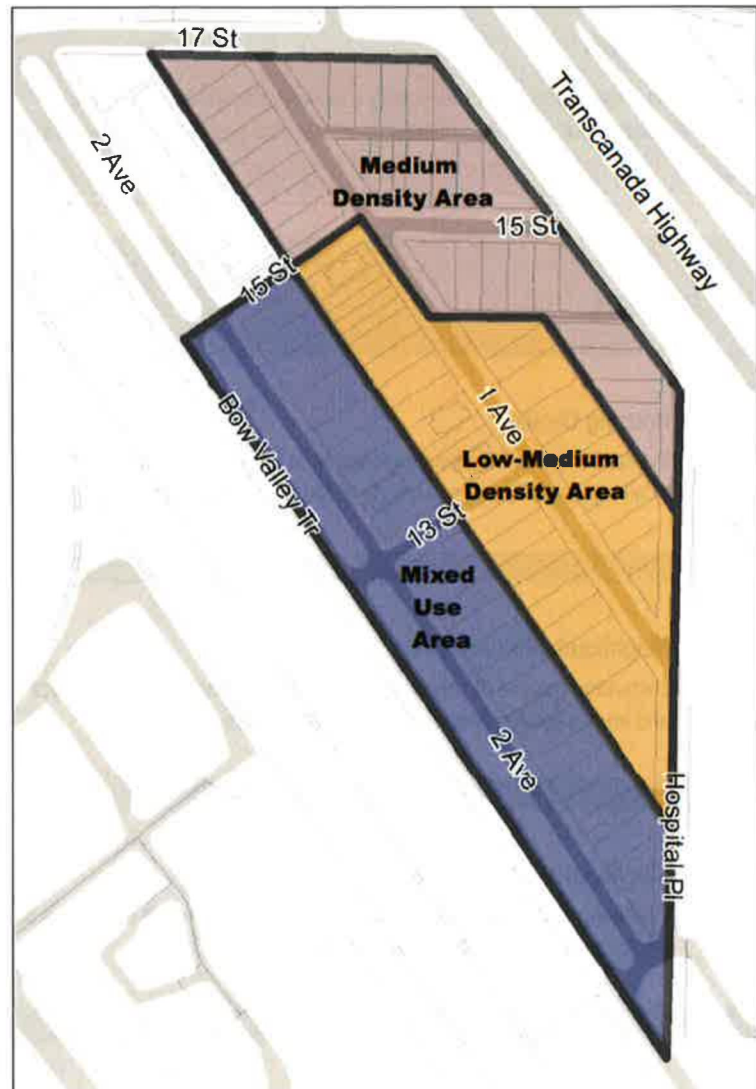 17 St
2 Ave
Transcanada Highway
Medium
Density Area
15 St
15 St
Bow Valley Tr
1 Ave
Low-Medium
Density Area
13 St
Mixed
Use
Area
2 Ave
Hospital Pl